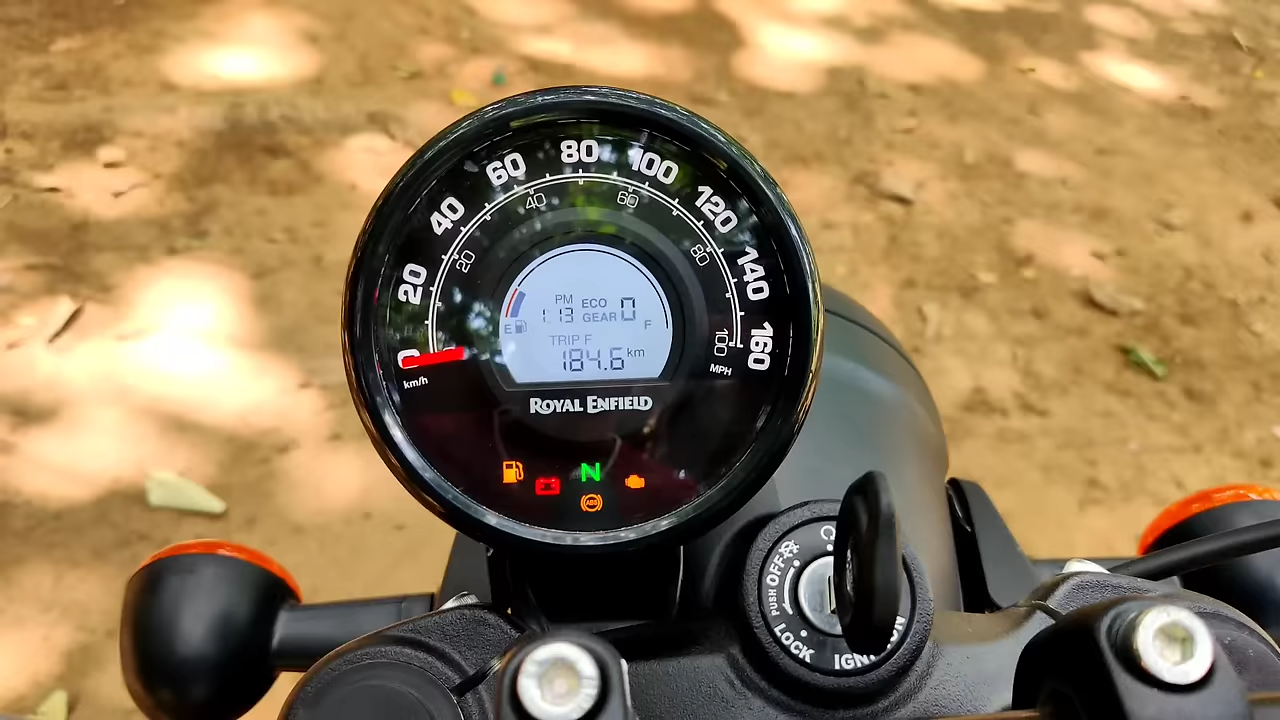 0 20 40 60 80 100 120 140 160
20 40 60 80 100
km/h
MPH
PM
1:13
ECO
GEAR 0
E
F
TRIP F
184.6 km
ROYAL ENFIELD
N
ABS
PUSH OFF
LOCK